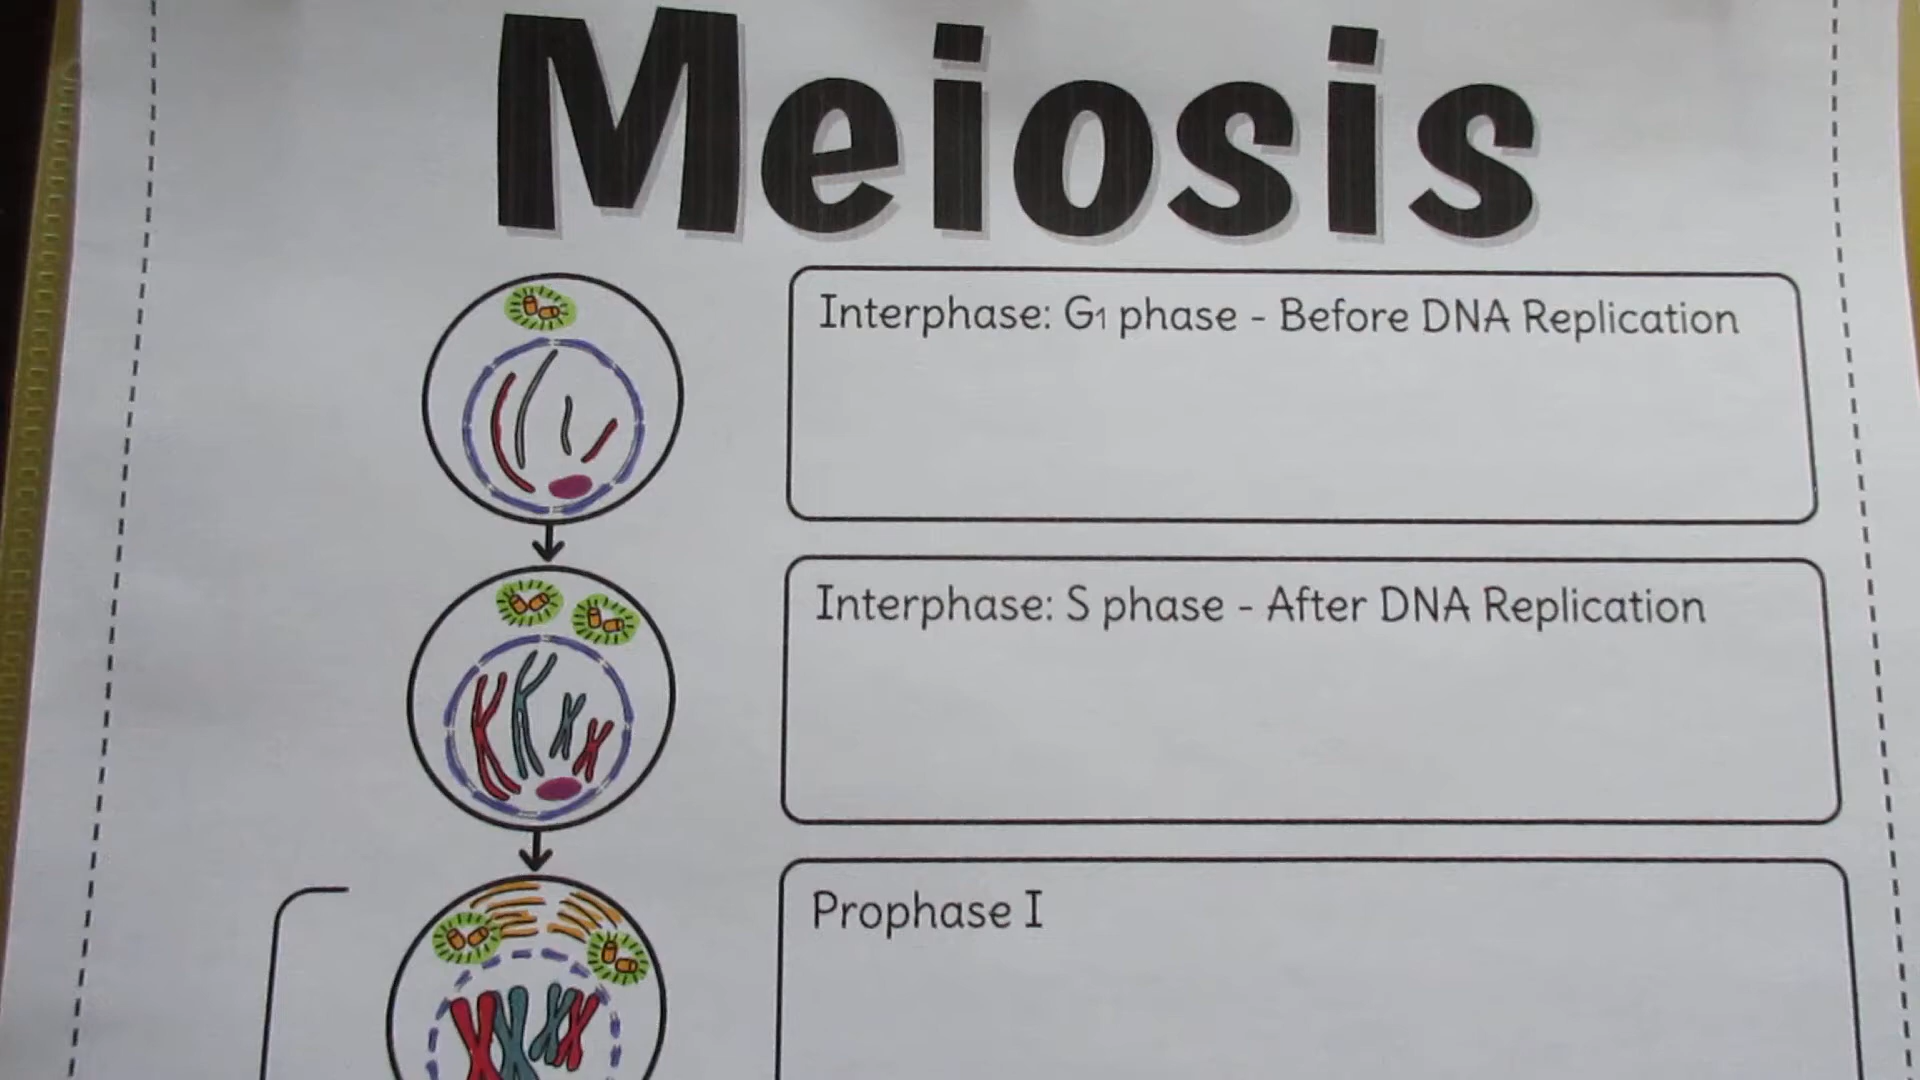 Meiosis
Interphase: G1 phase - Before DNA Replication
Interphase: S phase - After DNA Replication
Prophase I